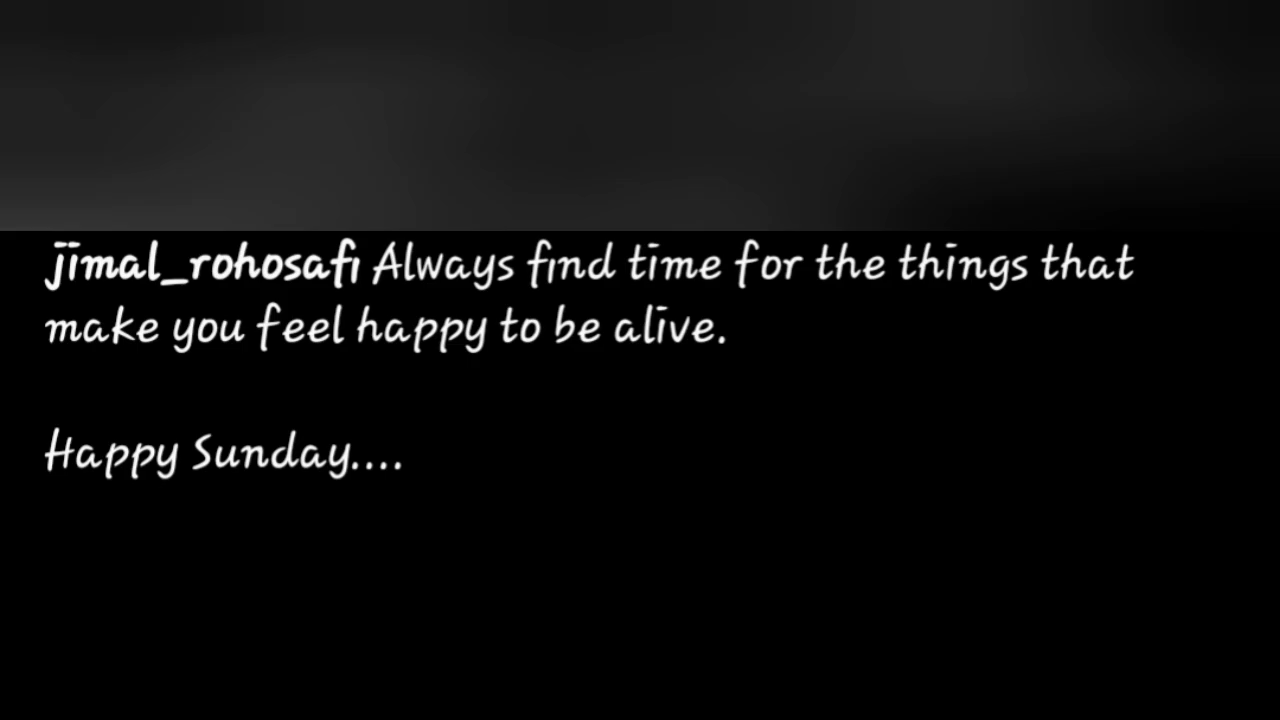 jimal_rohosafi Always find time for the things that
make you feel happy to be alive.
Happy Sunday....